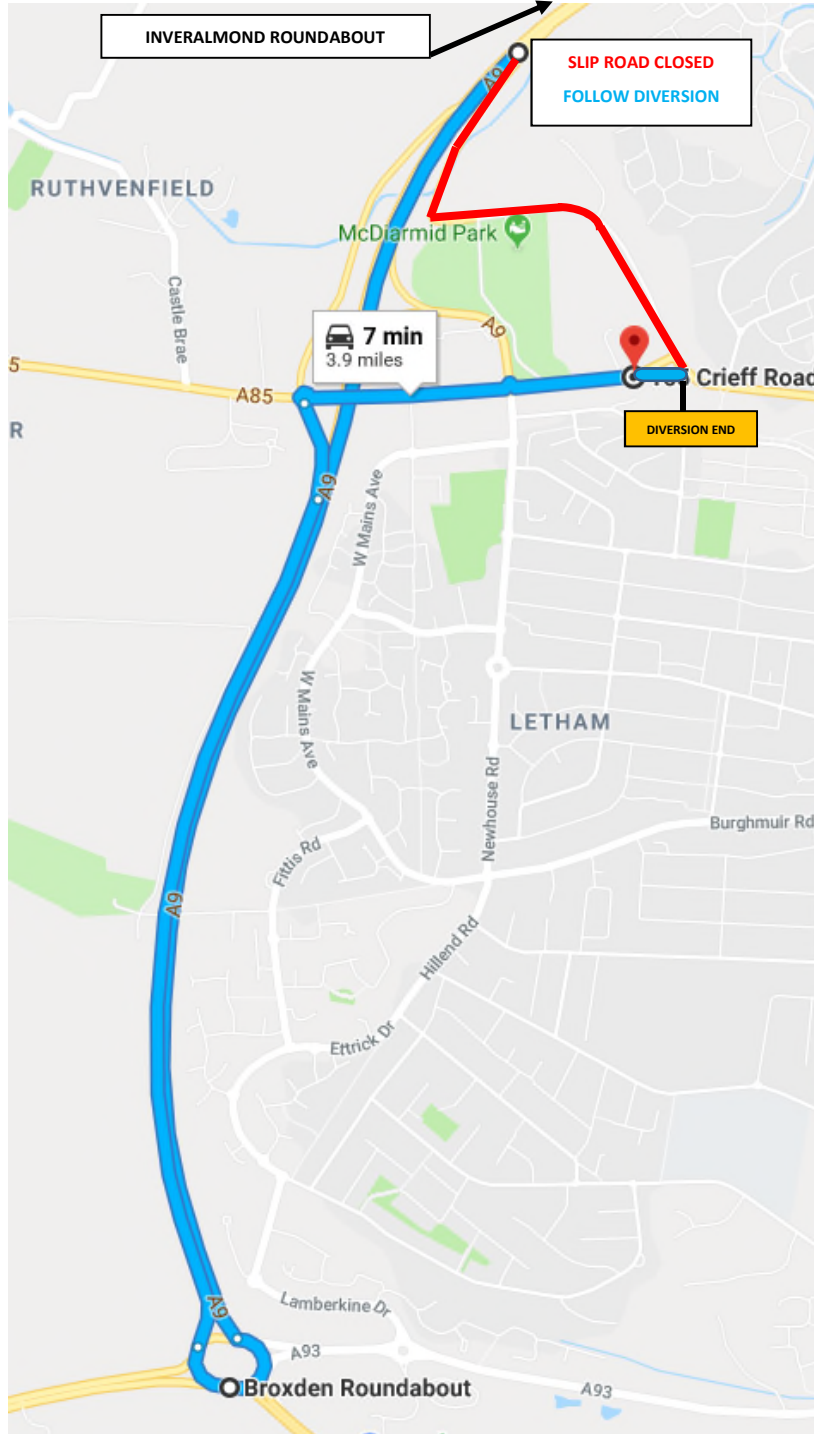 INVERALMOND ROUNDABOUT
SLIP ROAD CLOSED
FOLLOW DIVERSION
A9
RUTHVENFIELD
McDiarmid Park
Castle Brae
A9
7 min
3.9 miles
5
A85
Crieff Road
R
DIVERSION END
A9
W Mains Ave
W Mains Ave
LETHAM
Newhouse Rd
Burghmuir Rd
Fittis Rd
A9
Hillend Rd
Ettrick Dr
Lamberkine Dr
A9
A93
Broxden Roundabout
A93